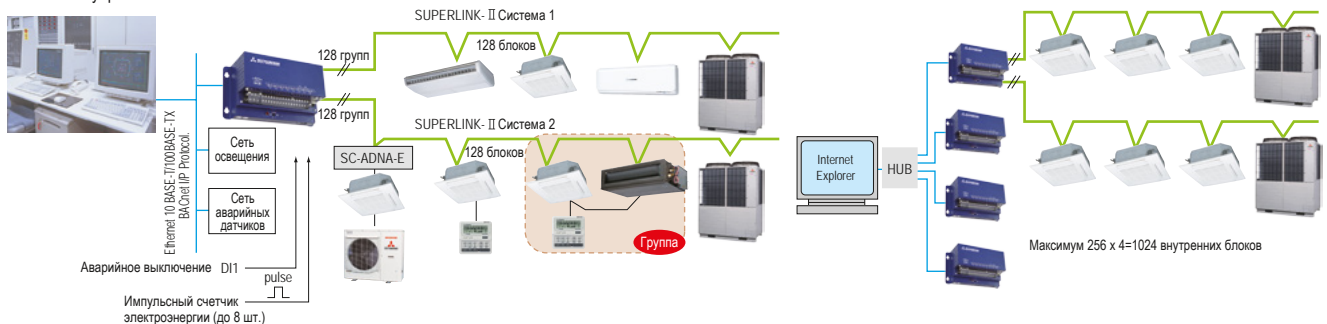 SUPERLINK- II Система 1
128 групп
128 блоков
128 групп
SUPERLINK- II Система 2
128 блоков
SC-ADNA-E
Ethernet 10 BASE-T/100BASE-TX
BACnet I/P Protocol.
Сеть
освещения
Сеть
аварийных
датчиков
Группа
Аварийное выключение DI1
pulse
Импульсный счетчик
электроэнергии (до 8 шт.)
Internet
Explorer
HUB
Максимум 256 x 4=1024 внутренних блоков